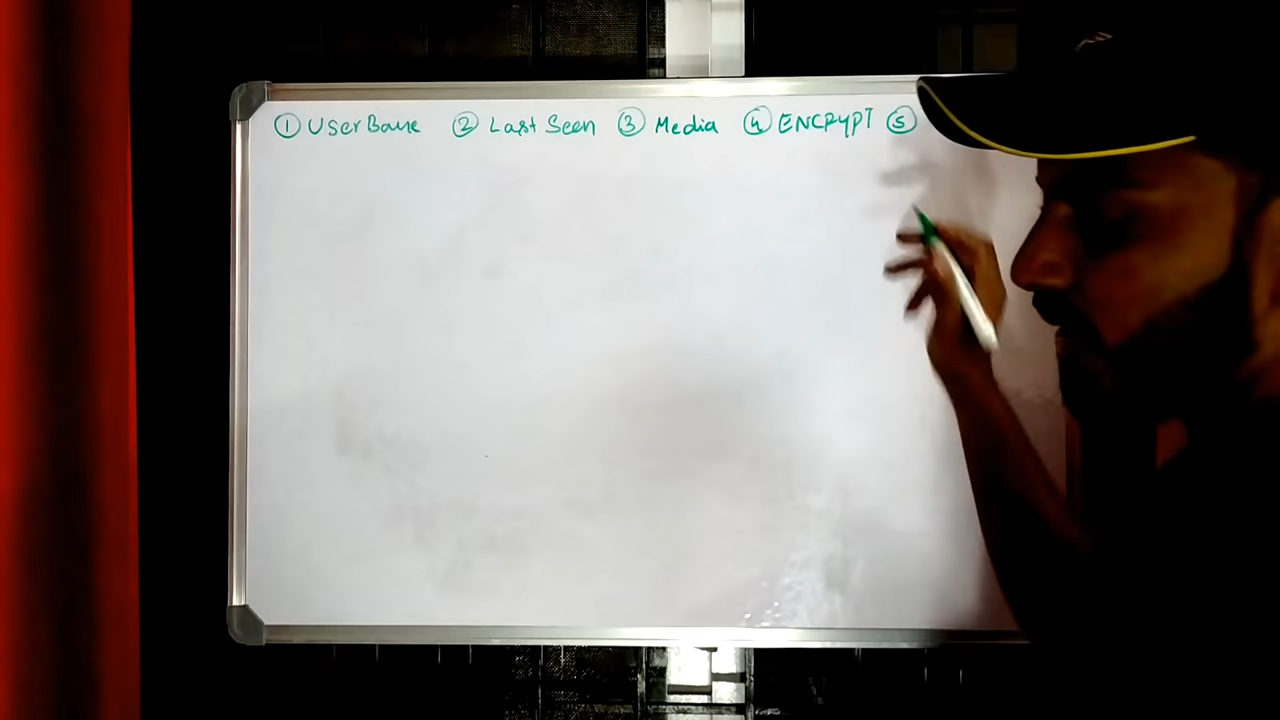 ① User Base ② Last Seen ③ Media ④ ENCRYPT ⑤